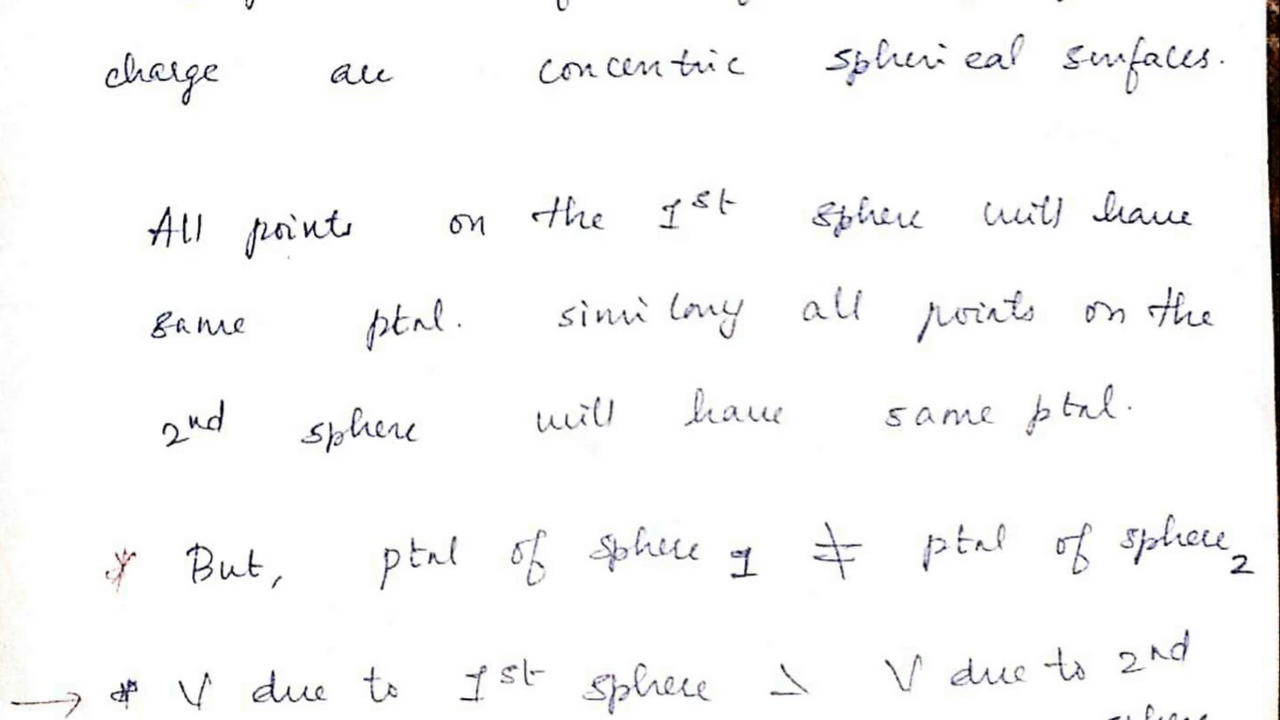 charge are concentric spherical surfaces.
All points on the 1st sphere will have
same ptnl. similary all points on the
2nd sphere will have same ptnl.
* But, ptnl of sphere 1 ≠ ptnl of sphere 2
→ * V due to 1st sphere > V due to 2nd